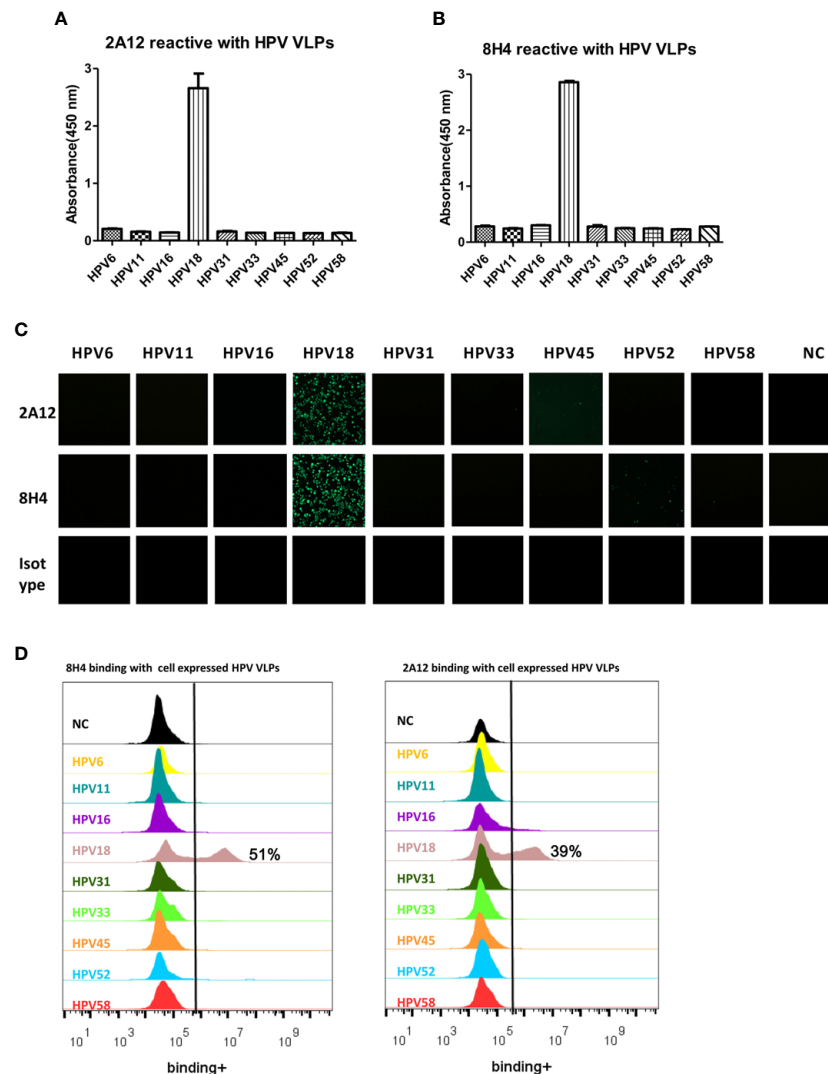 A
2A12 reactive with HPV VLPs
Absorbance(450 nm)
3
2
1
0
HPV6 HPV11 HPV16 HPV18 HPV31 HPV33 HPV45 HPV52 HPV58
B
8H4 reactive with HPV VLPs
Absorbance(450 nm)
3
2
1
0
HPV6 HPV11 HPV16 HPV18 HPV31 HPV33 HPV45 HPV52 HPV58
C
HPV6 HPV11 HPV16 HPV18 HPV31 HPV33 HPV45 HPV52 HPV58 NC
2A12
8H4
Isot
ype
D
8H4 binding with cell expressed HPV VLPs
NC
HPV6
HPV11
HPV16
HPV18 51%
HPV31
HPV33
HPV45
HPV52
HPV58
10^1 10^3 10^5 10^7 10^9
binding+
2A12 binding with cell expressed HPV VLPs
NC
HPV6
HPV11
HPV16
HPV18 39%
HPV31
HPV33
HPV45
HPV52
HPV58
10^1 10^3 10^5 10^7 10^9
binding+